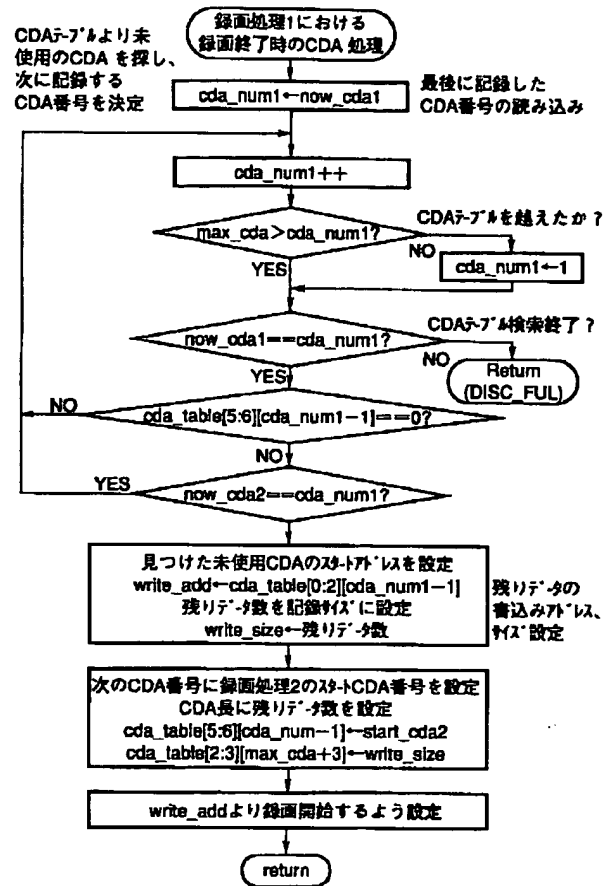 CDAﾃｰﾌﾞﾙより未
使用のCDA を探し、
次に記録する
CDA番号を決定
録画処理1における
録画終了時のCDA 処理
cda_num1←now_cda1
最後に記録した
CDA番号の読み込み
cda_num1++
max_cda>cda_num1?
CDAﾃｰﾌﾞﾙを越えたか？
NO
YES
cda_num1←1
now_cda1==cda_num1?
CDAﾃｰﾌﾞﾙ検索終了？
NO
YES
Return
(DISC_FUL)
NO
cda_table[5:6][cda_num1−1]==0?
NO
YES
now_cda2==cda_num1?
見つけた未使用CDAのｽﾀｰﾄｱﾄﾞﾚｽを設定
write_add←cda_table[0:2][cda_num1−1]
残りﾃﾞｰﾀ数を記録ｻｲｽﾞに設定
write_size←残りﾃﾞｰﾀ数
残りﾃﾞｰﾀの
書込みｱﾄﾞﾚｽ、
ｻｲｽﾞ設定
次のCDA番号に録画処理2のｽﾀｰﾄCDA番号を設定
CDA長に残りﾃﾞｰﾀ数を設定
cda_table[5:6][cda_num−1]←start_cda2
cda_table[2:3][max_cda+3]←write_size
write_addより録画開始するよう設定
return